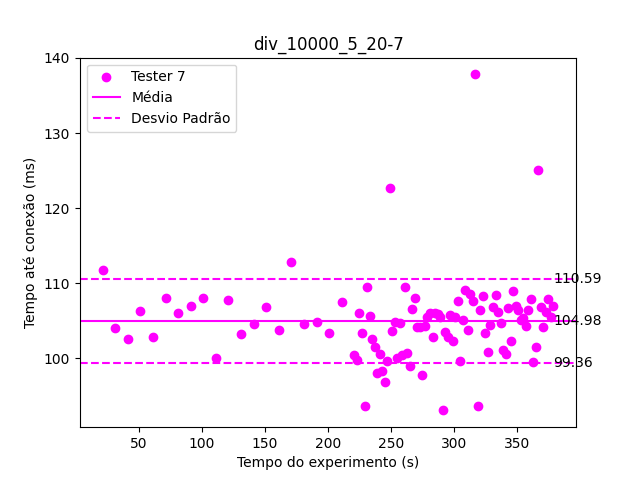 div_10000_5_20-7
Tester 7
Média
Desvio Padrão
Tempo até conexão (ms)
140
130
120
110
100
110.59
104.98
99.36
50
100
150
200
250
300
350
Tempo do experimento (s)